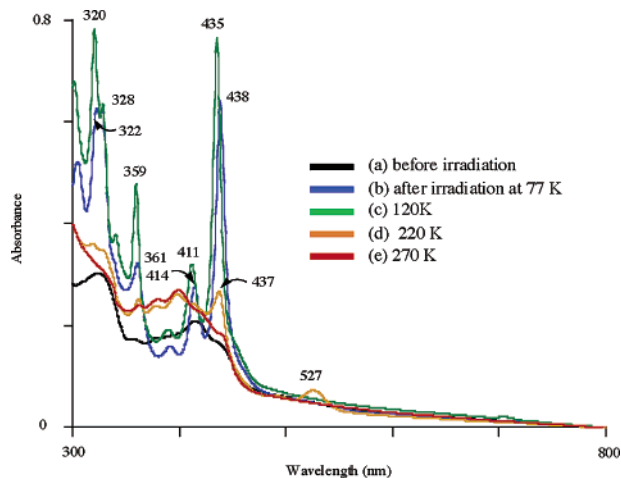 0.8
320
435
328
438
322
359
(a) before irradiation
(b) after irradiation at 77 K
(c) 120K
(d) 220 K
(e) 270 K
Absorbance
361
411
414
437
527
0
300
800
Wavelength (nm)